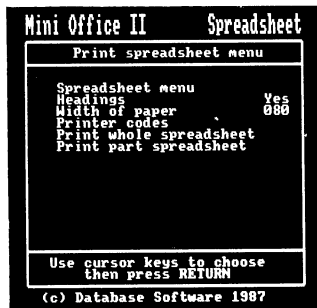 Mini Office II Spreadsheet
Print spreadsheet menu
Spreadsheet menu
Headings Yes
Width of paper 080
Printer codes
Print whole spreadsheet
Print part spreadsheet
Use cursor keys to choose
then press RETURN
(c) Database Software 1987